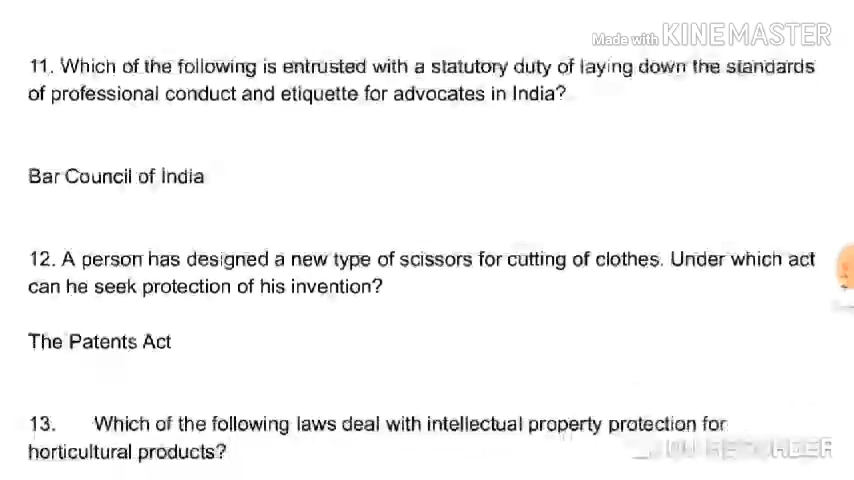 Made with KINEMASTER
11. Which of the following is entrusted with a statutory duty of laying down the standards
of professional conduct and etiquette for advocates in India?
Bar Council of India
12. A person has designed a new type of scissors for cutting of clothes. Under which act
can he seek protection of his invention?
The Patents Act
13. Which of the following laws deal with intellectual property protection for
horticultural products?